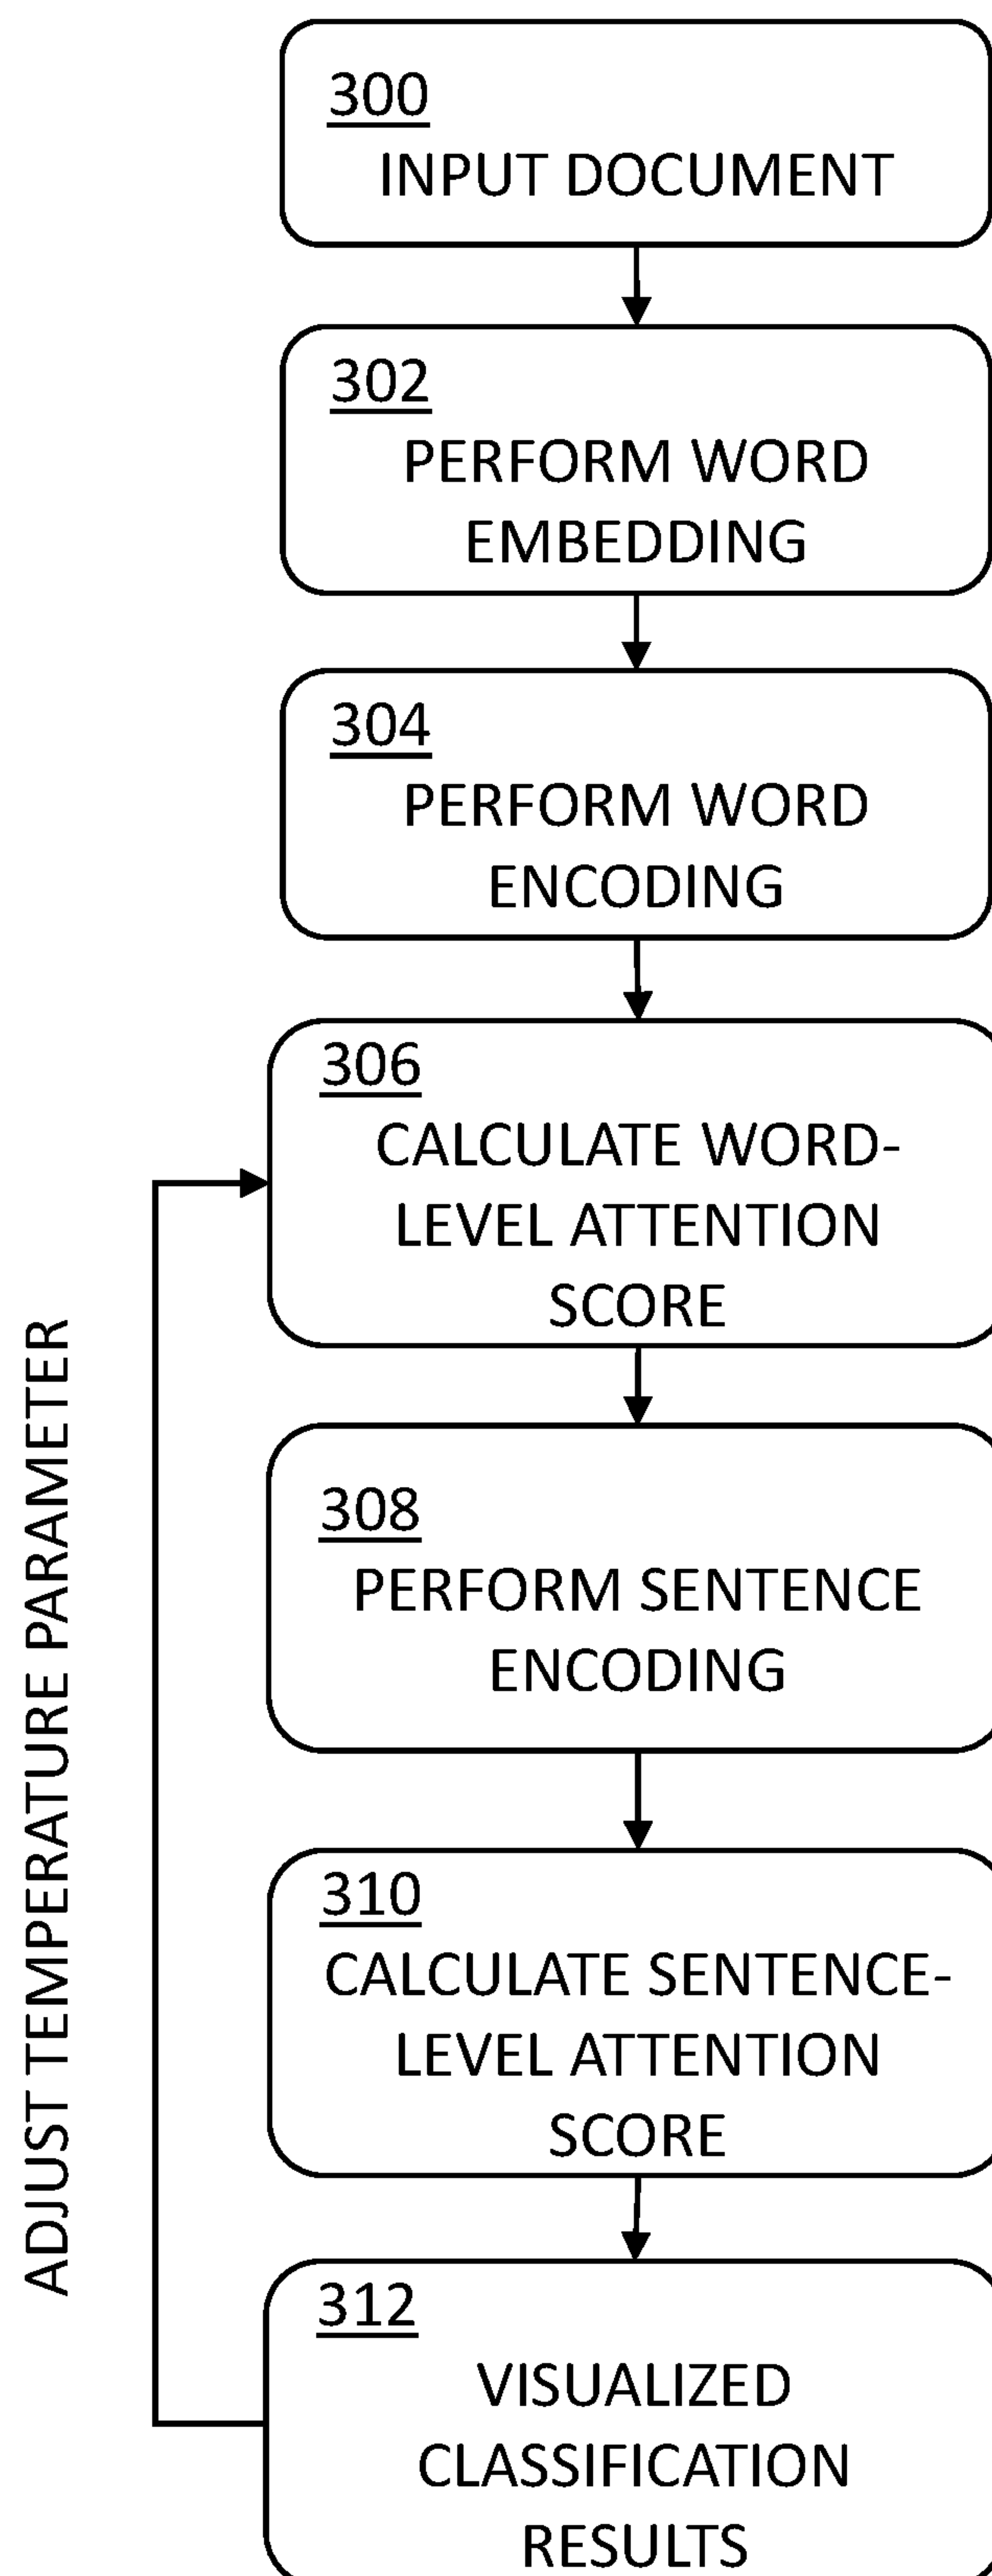 300
INPUT DOCUMENT
302
PERFORM WORD
EMBEDDING
304
PERFORM WORD
ENCODING
306
CALCULATE WORD-
LEVEL ATTENTION
SCORE
308
PERFORM SENTENCE
ENCODING
310
CALCULATE SENTENCE-
LEVEL ATTENTION
SCORE
312
VISUALIZED
CLASSIFICATION
RESULTS
ADJUST TEMPERATURE PARAMETER